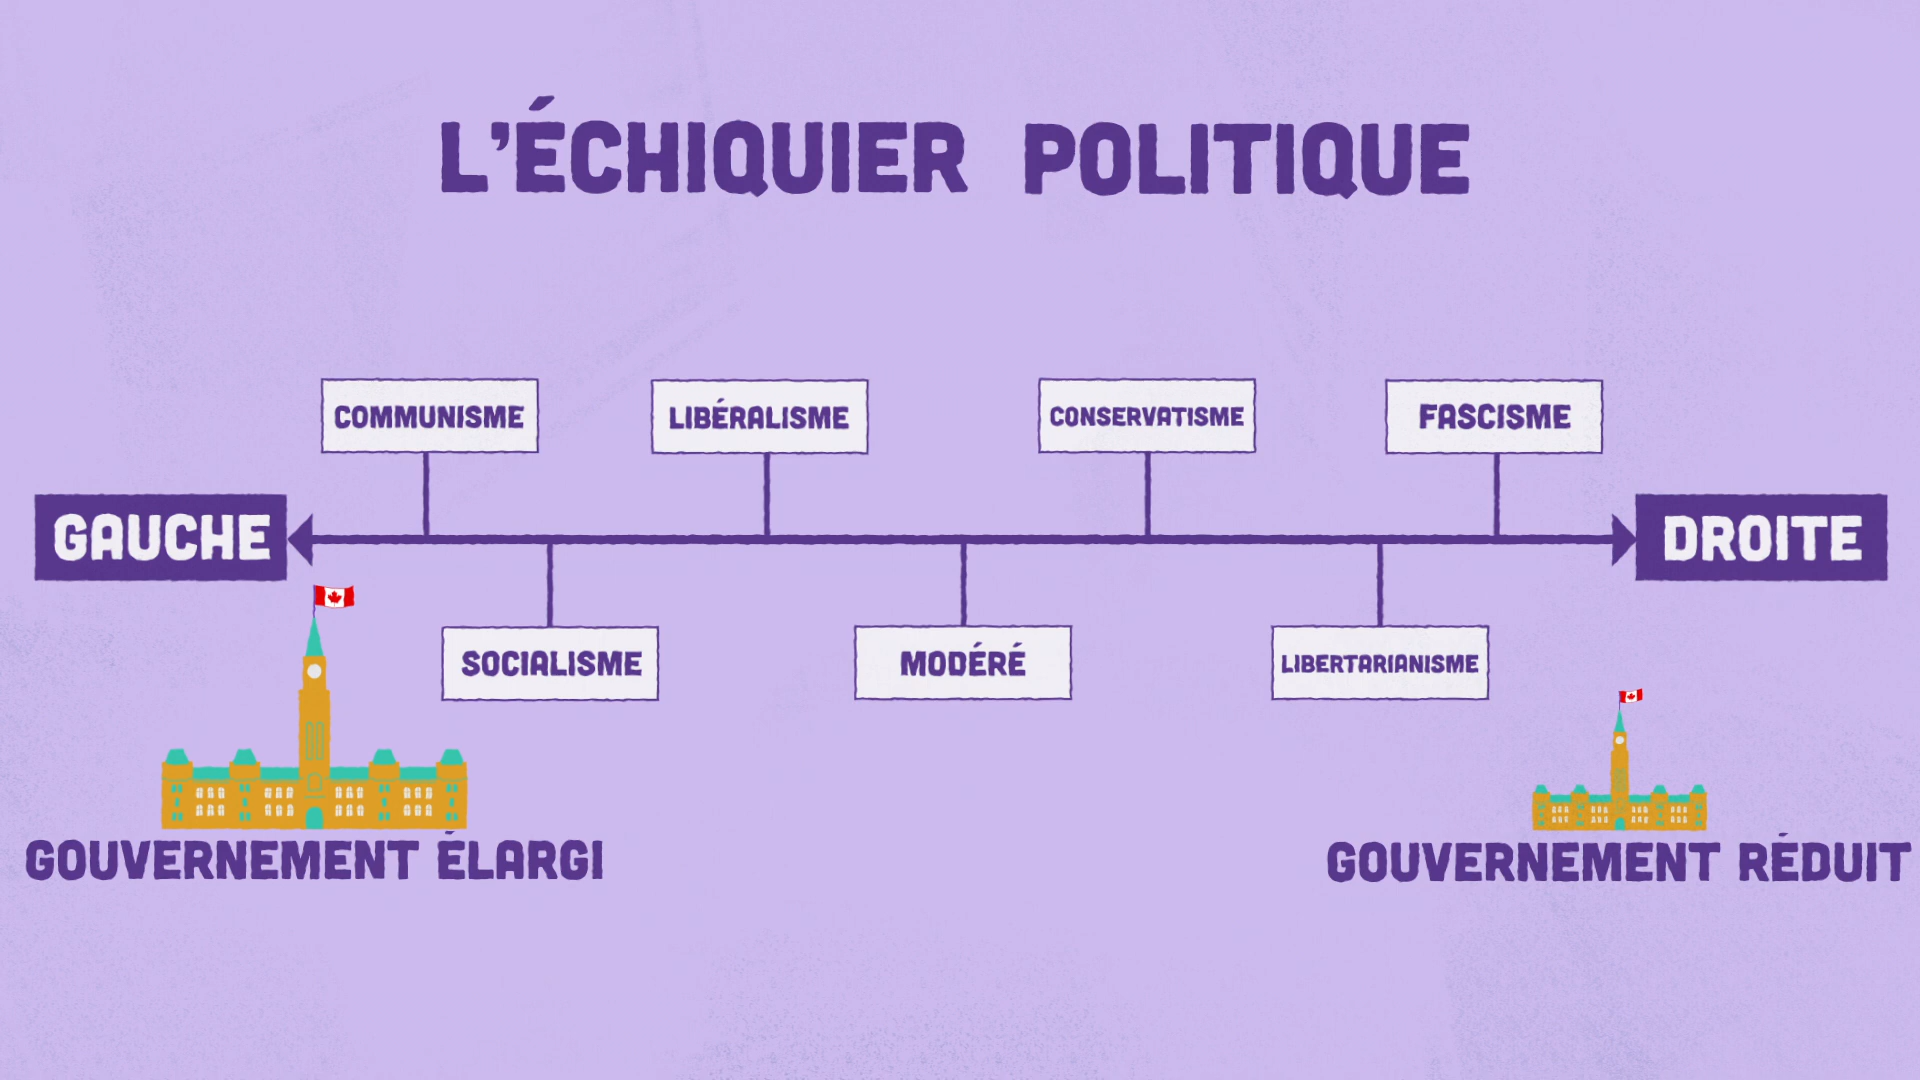 L'ÉCHIQUIER POLITIQUE
COMMUNISME
LIBÉRALISME
CONSERVATISME
FASCISME
GAUCHE
DROITE
SOCIALISME
MODÉRÉ
LIBERTARIANISME
GOUVERNEMENT ÉLARGI
GOUVERNEMENT RÉDUIT